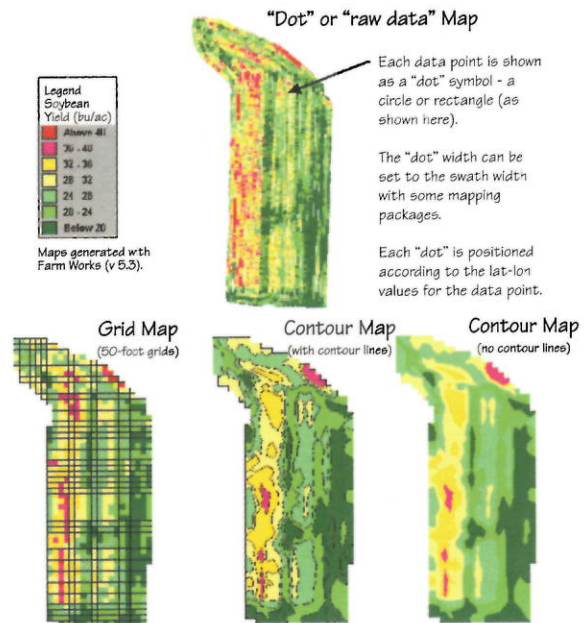 "Dot" or "raw data" Map
Each data point is shown
as a "dot" symbol - a
circle or rectangle (as
shown here).
The "dot" width can be
set to the swath width
with some mapping
packages.
Each "dot" is positioned
according to the lat-lon
values for the data point.
Legend
Soybean
Yield (bu/ac)
Above 40
36 - 40
32 - 36
28 32
24 28
20 - 24
Below 20
Maps generated with
Farm Works (v 5.3).
Grid Map
(50-foot grids)
Contour Map
(with contour lines)
Contour Map
(no contour lines)